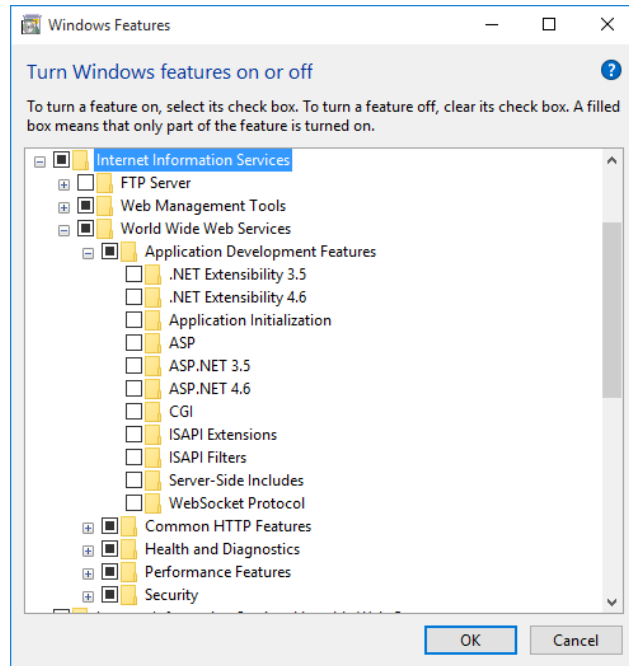 Windows Features
Turn Windows features on or off
?
To turn a feature on, select its check box. To turn a feature off, clear its check box. A filled
box means that only part of the feature is turned on.
Internet Information Services
FTP Server
Web Management Tools
World Wide Web Services
Application Development Features
.NET Extensibility 3.5
.NET Extensibility 4.6
Application Initialization
ASP
ASP.NET 3.5
ASP.NET 4.6
CGI
ISAPI Extensions
ISAPI Filters
Server-Side Includes
WebSocket Protocol
Common HTTP Features
Health and Diagnostics
Performance Features
Security
OK
Cancel